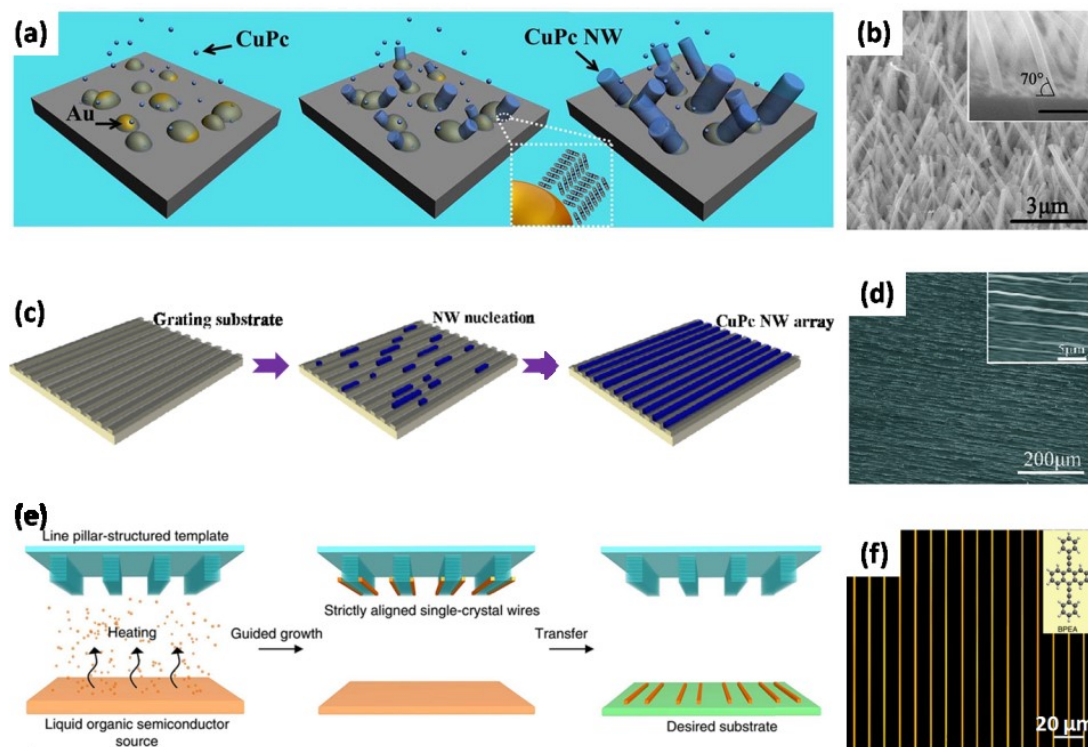 (a)
CuPc
Au
CuPc NW
(b)
70°
3μm
(c)
Grating substrate
NW nucleation
CuPc NW array
(d)
5μm
200μm
(e)
Line pillar-structured template
Heating
Liquid organic semiconductor
source
Guided growth
Strictly aligned single-crystal wires
Transfer
Desired substrate
(f)
BPEA
20 μm